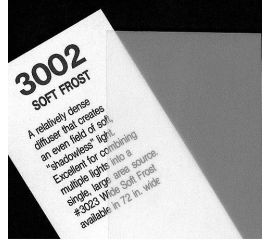 3002
SOFT FROST
A relatively dense
diffuser that creates
an even field of soft,
"shadowless" light.
Excellent for combining
multiple lights into a
single, large area source.
#3023 Wide Soft Frost
available in 72 in. wide